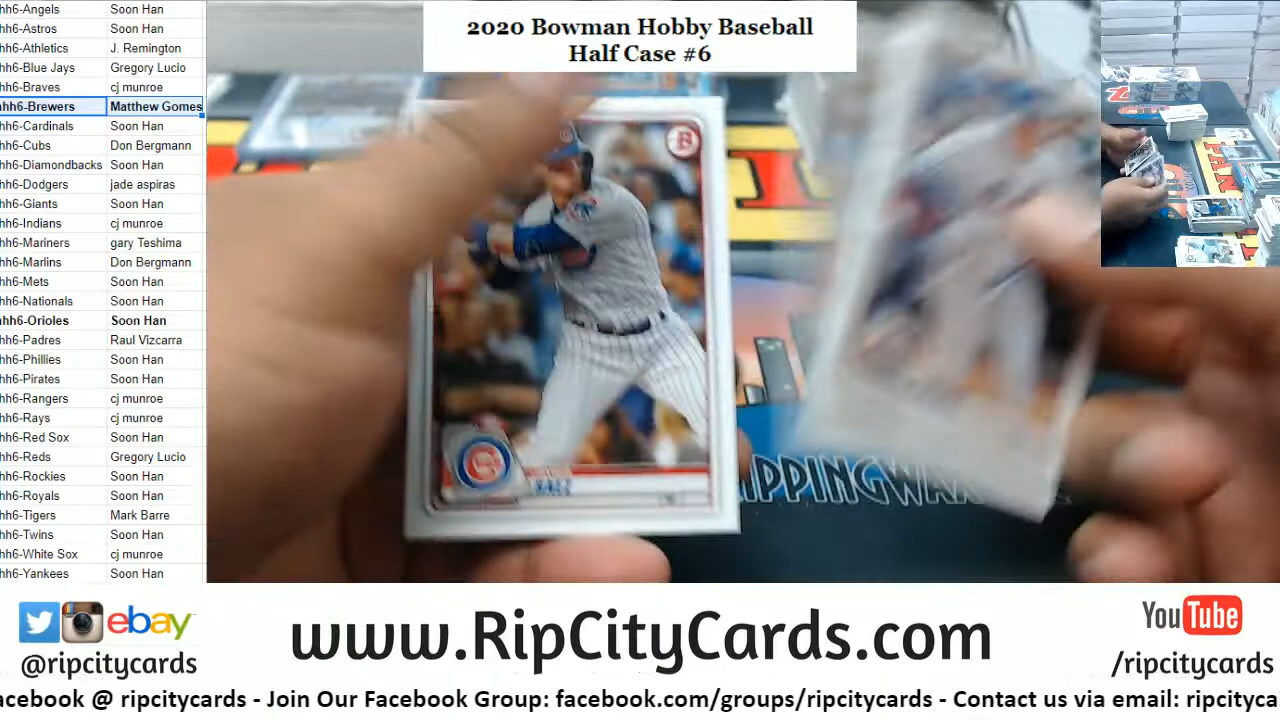 hh6-Angels Soon Han
hh6-Astros Soon Han
hh6-Athletics J. Remington
hh6-Blue Jays Gregory Lucio
hh6-Braves cj munroe
hh6-Brewers Matthew Gomes
hh6-Cardinals Soon Han
hh6-Cubs Don Bergmann
hh6-Diamondbacks Soon Han
hh6-Dodgers jade aspiras
hh6-Giants Soon Han
hh6-Indians cj munroe
hh6-Mariners gary Teshima
hh6-Marlins Don Bergmann
hh6-Mets Soon Han
hh6-Nationals Soon Han
hh6-Orioles Soon Han
hh6-Padres Raul Vizcarra
hh6-Phillies Soon Han
hh6-Pirates Soon Han
hh6-Rangers cj munroe
hh6-Rays cj munroe
hh6-Red Sox Soon Han
hh6-Reds Gregory Lucio
hh6-Rockies Soon Han
hh6-Royals Soon Han
hh6-Tigers Mark Barre
hh6-Twins Soon Han
hh6-White Sox cj munroe
hh6-Yankees Soon Han
2020 Bowman Hobby Baseball
Half Case #6
B
IPPINGWA
ebay
@ripcitycards
www.RipCityCards.com
YouTube
/ripcitycards
acebook @ ripcitycards - Join Our Facebook Group: facebook.com/groups/ripcitycards - Contact us via email: ripcityca